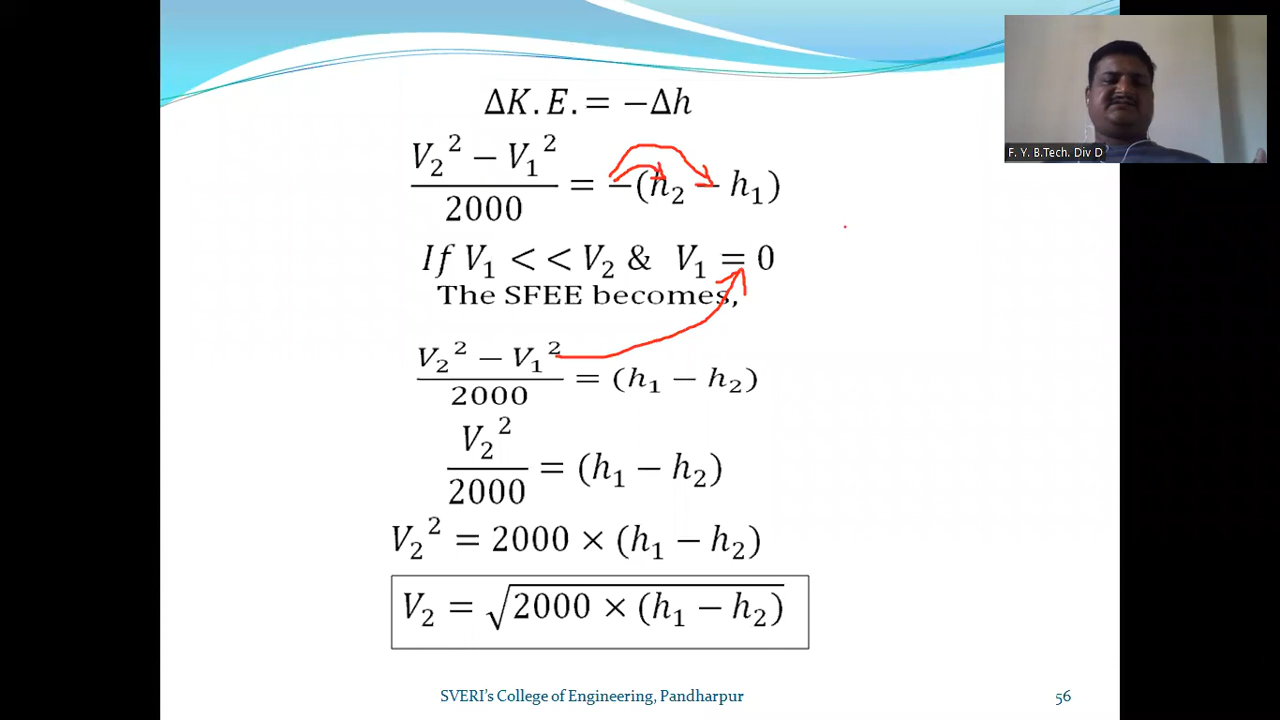 ΔK.E.= −Δh
F. Y. B.Tech. Div D
(V₂² − V₁²)/2000 = −(h₂ − h₁)
If V₁ << V₂ & V₁ = 0
The SFEE becomes,
(V₂² − V₁²)/2000 = (h₁ − h₂)
V₂²/2000 = (h₁ − h₂)
V₂² = 2000 × (h₁ − h₂)
V₂ = √(2000 × (h₁ − h₂))
SVERI's College of Engineering, Pandharpur
56